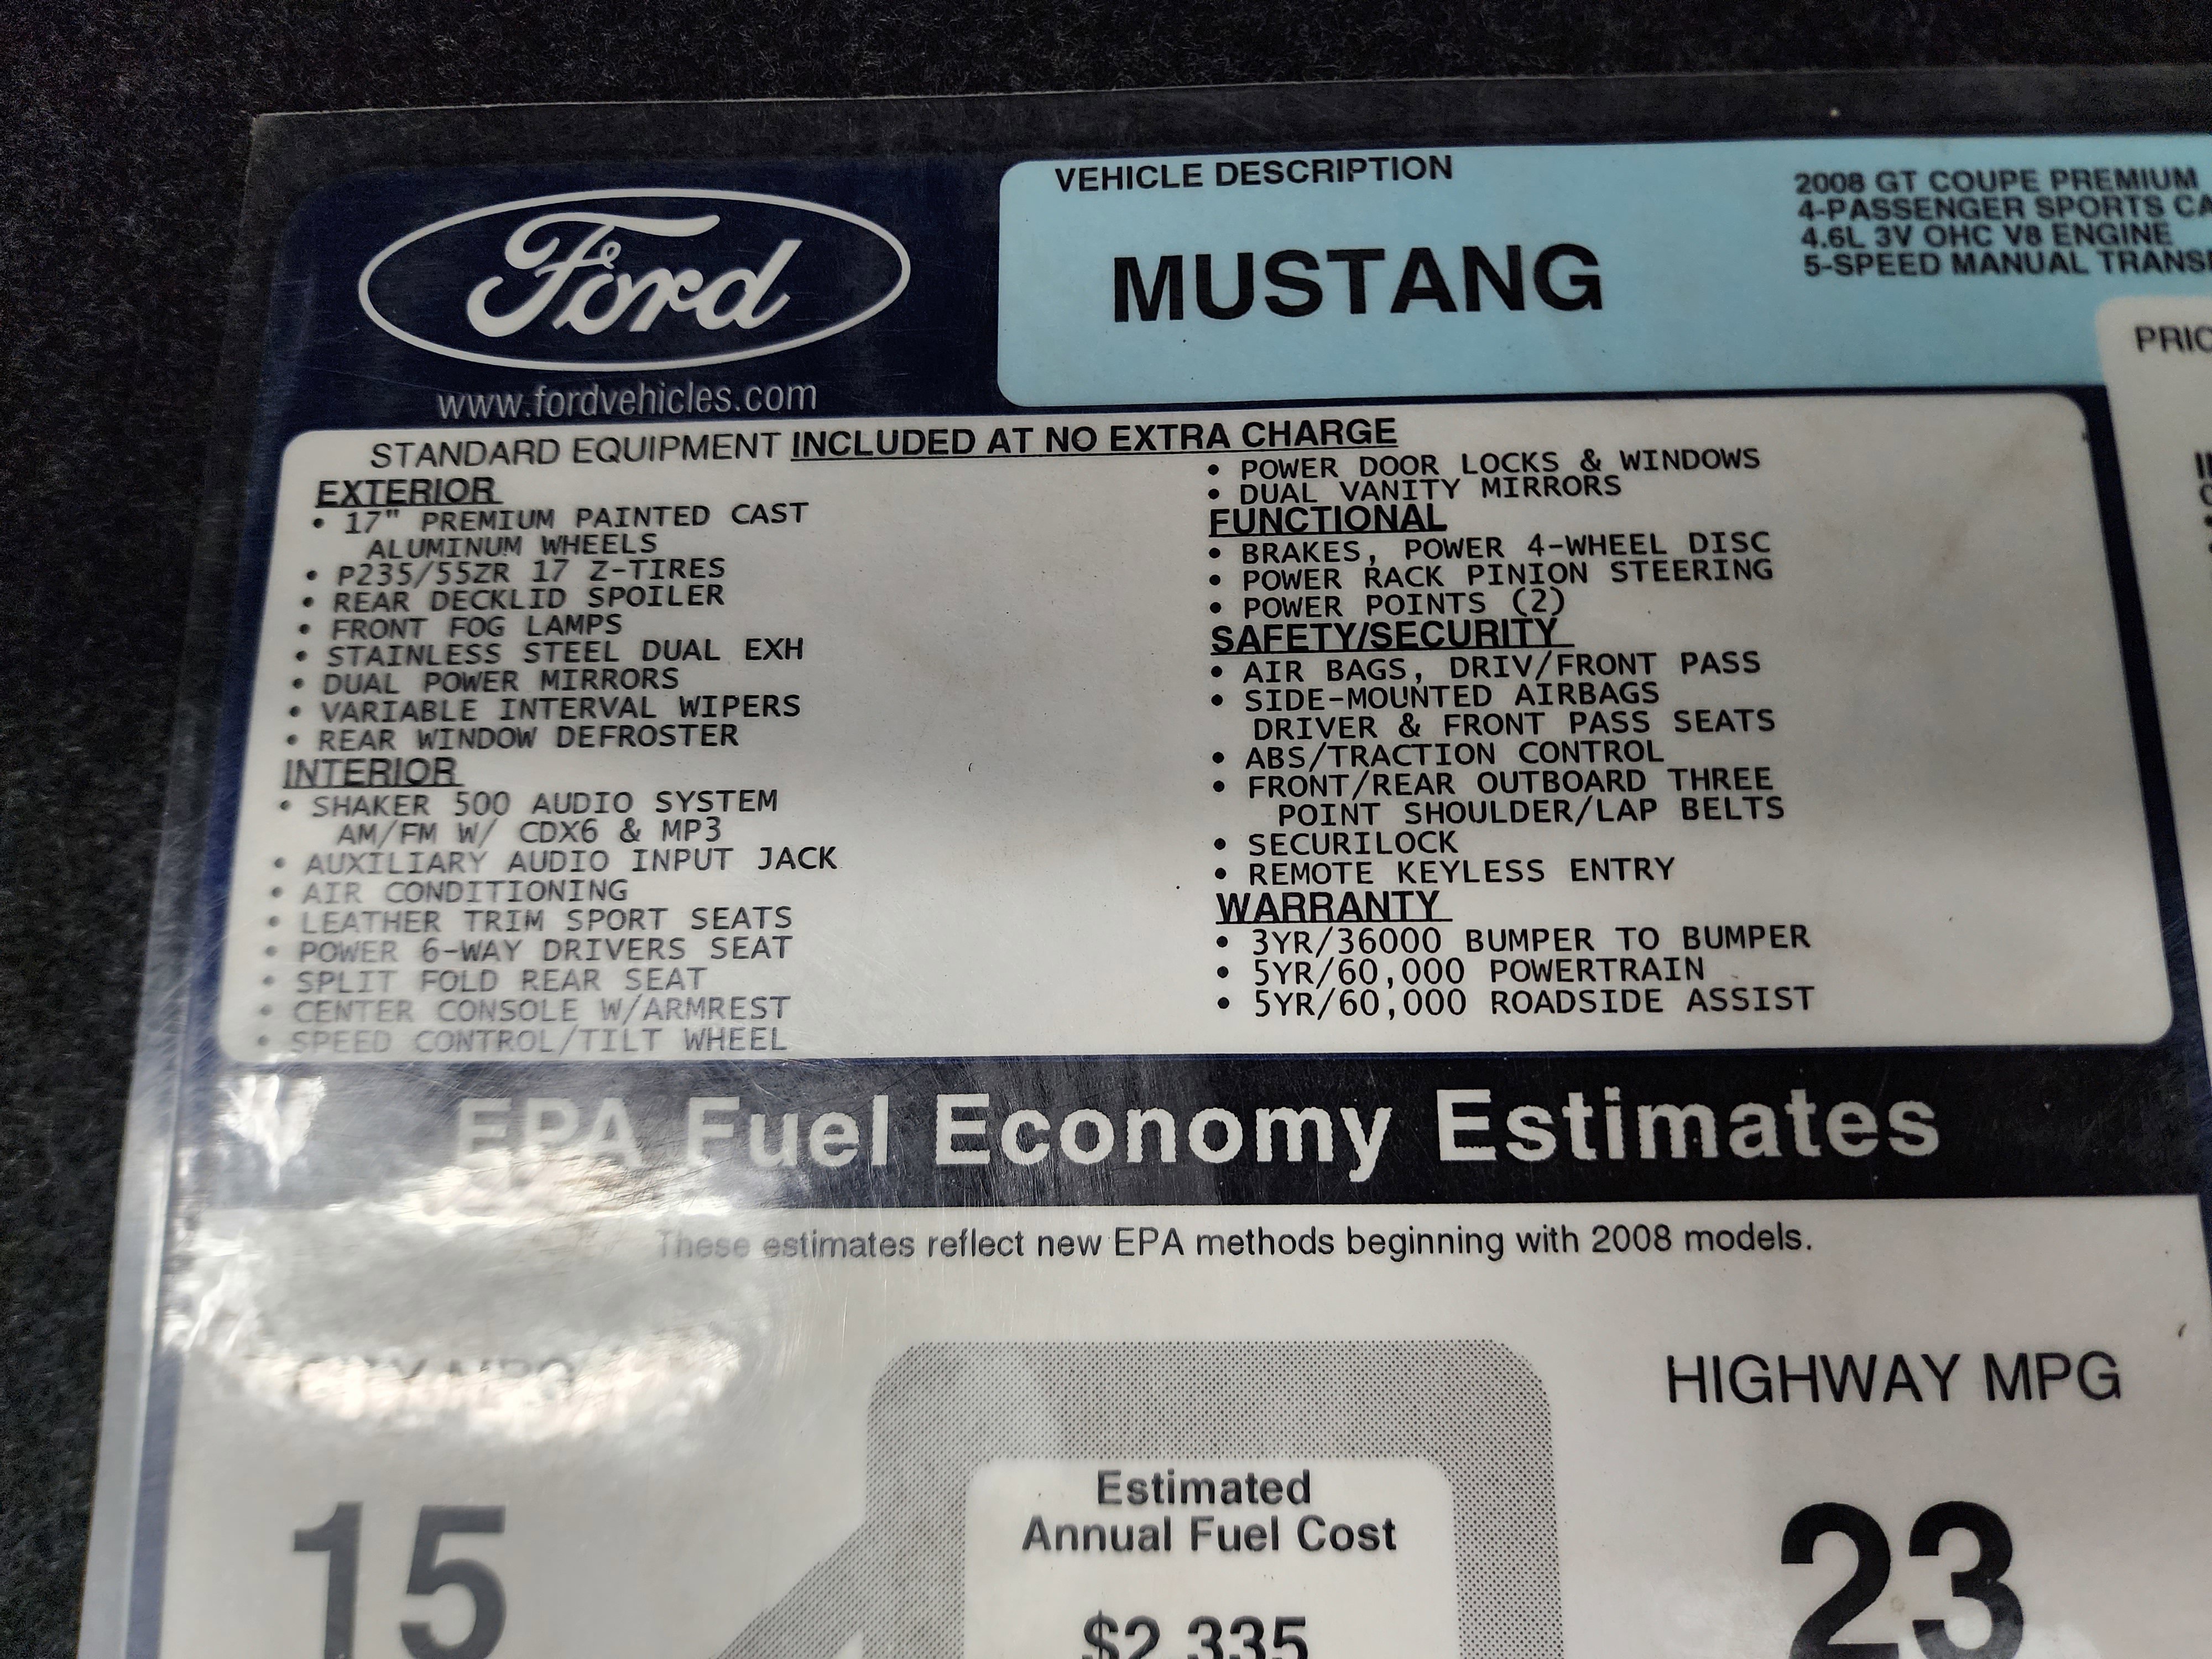 Ford
www.fordvehicles.com
VEHICLE DESCRIPTION
MUSTANG
2008 GT COUPE PREMIUM
4-PASSENGER SPORTS
4.6L 3V OHC V8 ENGINE
5-SPEED MANUAL
STANDARD EQUIPMENT INCLUDED AT NO EXTRA CHARGE
EXTERIOR
• 17" PREMIUM PAINTED CAST
ALUMINUM WHEELS
• P235/55ZR 17 Z-TIRES
• REAR DECKLID SPOILER
• FRONT FOG LAMPS
• STAINLESS STEEL DUAL EXH
• DUAL POWER MIRRORS
• VARIABLE INTERVAL WIPERS
• REAR WINDOW DEFROSTER
INTERIOR
• SHAKER 500 AUDIO SYSTEM
AM/FM W/ CDX6 & MP3
• AUXILIARY AUDIO INPUT JACK
• AIR CONDITIONING
• LEATHER TRIM SPORT SEATS
• POWER 6-WAY DRIVERS SEAT
• SPLIT FOLD REAR SEAT
• CENTER CONSOLE W/ARMREST
• SPEED CONTROL/TILT WHEEL
• POWER DOOR LOCKS & WINDOWS
• DUAL VANITY MIRRORS
FUNCTIONAL
• BRAKES, POWER 4-WHEEL DISC
• POWER RACK PINION STEERING
• POWER POINTS (2)
SAFETY/SECURITY
• AIR BAGS, DRIV/FRONT PASS
• SIDE-MOUNTED AIRBAGS
DRIVER & FRONT PASS SEATS
• ABS/TRACTION CONTROL
• FRONT/REAR OUTBOARD THREE
POINT SHOULDER/LAP BELTS
• SECURILOCK
• REMOTE KEYLESS ENTRY
WARRANTY
• 3YR/36000 BUMPER TO BUMPER
• 5YR/60,000 POWERTRAIN
• 5YR/60,000 ROADSIDE ASSIST
EPA Fuel Economy Estimates
These estimates reflect new EPA methods beginning with 2008 models.
15
Estimated
Annual Fuel Cost
$2,335
HIGHWAY MPG
23